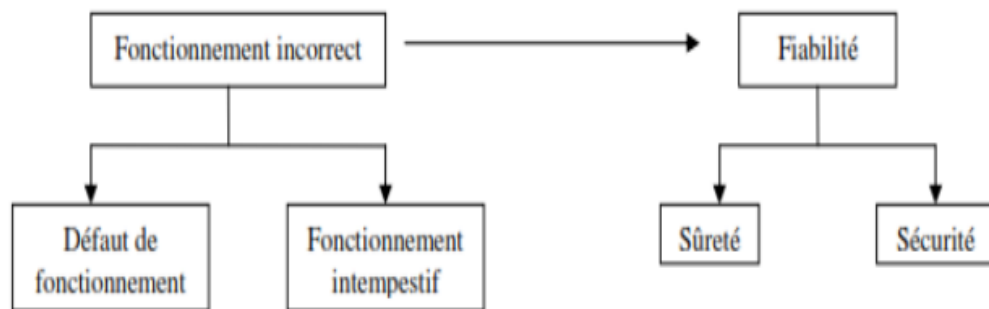 Fonctionnement incorrect
Fiabilité
Défaut de
fonctionnement
Fonctionnement
intempestif
Sûreté
Sécurité